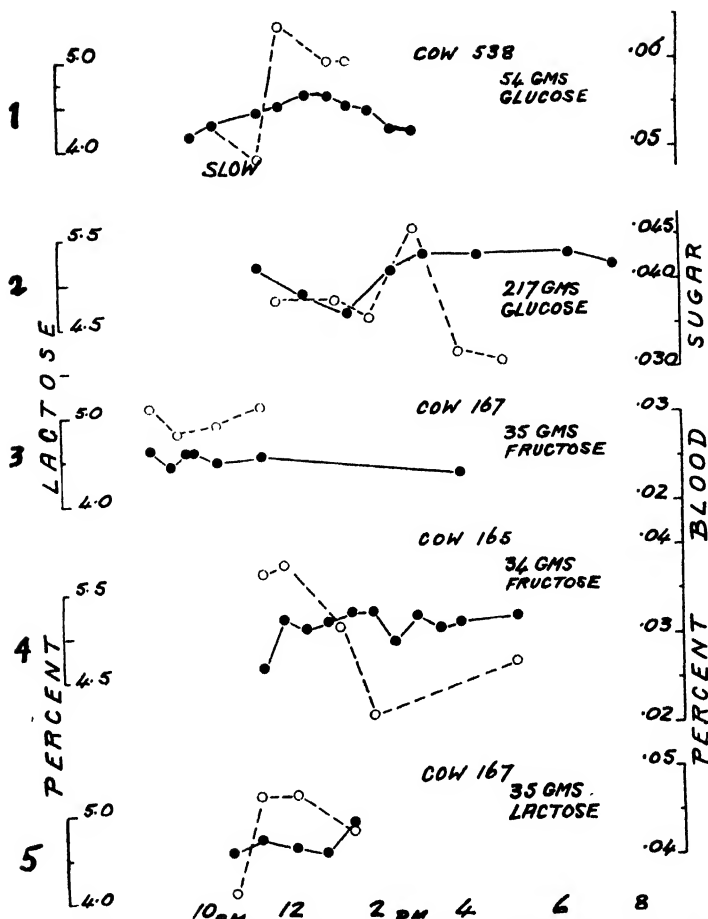 5.0
COW 538
.06
1
54 GMS
GLUCOSE
4.0
SLOW
.05
5.5
.045
2
.040
4.5
217 GMS
GLUCOSE
.030
PERCENT LACTOSE
PERCENT BLOOD SUGAR
5.0
COW 167
.03
3
35 GMS
FRUCTOSE
4.0
.02
COW 165
.04
5.5
34 GMS
FRUCTOSE
4
.03
4.5
.02
COW 167
.05
5.0
35 GMS.
LACTOSE
5
.04
4.0
10 12 2 PM 4 6 8